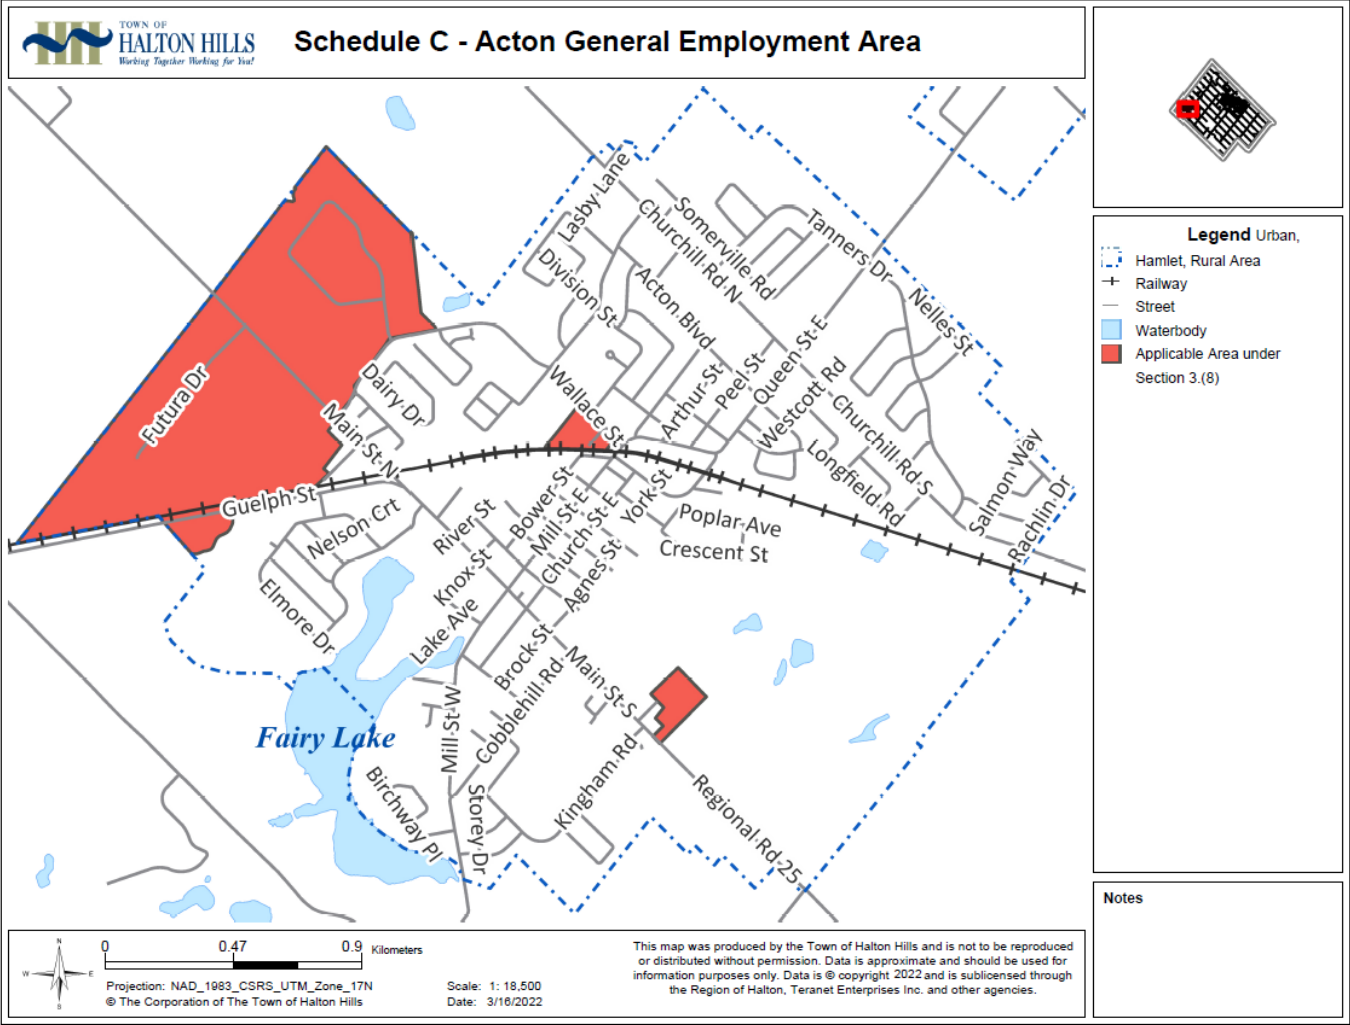 TOWN OF
HALTON HILLS
Working Together Working for You!
Schedule C - Acton General Employment Area
Lasby Lane
Somerville Rd
Churchill Rd N
Tanners Dr
Division St
Acton Blvd
Nelles St
Queen St E
Futura Dr
Dairy Dr
Wallace St
Arthur St
Peel St
Westcott Rd
Main St N
Churchill Rd S
Longfield Rd
Salmon Way
Rachlin Dr
Guelph St
Nelson Crt
River St
Bower St
Mill St E
Church St E
York St
Poplar Ave
Crescent St
Knox St
Agnes St
Elmore Dr
Lake Ave
Brock St
Main St S
Cobblehill Rd
Mill St W
Fairy Lake
Birchway Pl
Storey Dr
Kingham Rd
Regional Rd 25
Legend Urban,
Hamlet, Rural Area
Railway
Street
Waterbody
Applicable Area under
Section 3.(8)
Notes
N
W
E
S
0
0.47
0.9
Kilometers
Projection: NAD_1983_CSRS_UTM_Zone_17N
© The Corporation of The Town of Halton Hills
Scale: 1: 18,500
Date: 3/16/2022
This map was produced by the Town of Halton Hills and is not to be reproduced
or distributed without permission. Data is approximate and should be used for
information purposes only. Data is © copyright 2022 and is sublicensed through
the Region of Halton, Teranet Enterprises Inc. and other agencies.